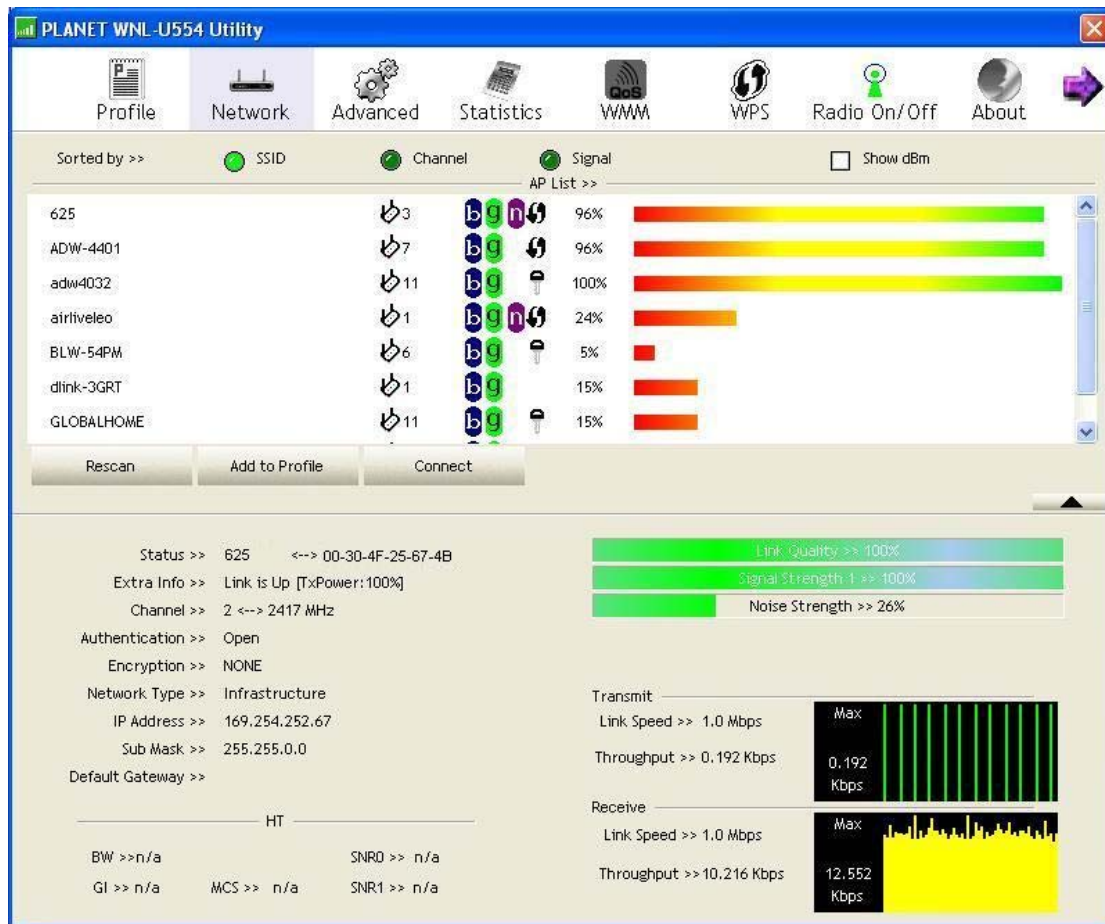 PLANET WNL-U554 Utility
Profile Network Advanced Statistics QoS WMM WPS Radio On/Off About
Sorted by >> SSID Channel Signal Show dBm
AP List >>
625 3 b g n 96%
ADW-4401 7 b g 96%
adw4032 11 b g 100%
airliveleo 1 b g n 24%
BLW-54PM 6 b g 5%
dlink-3GRT 1 b g 15%
GLOBALHOME 11 b g 15%
Rescan Add to Profile Connect
Status >> 625 <--> 00-30-4F-25-67-4B
Extra Info >> Link is Up [TxPower:100%]
Channel >> 2 <--> 2417 MHz
Authentication >> Open
Encryption >> NONE
Network Type >> Infrastructure
IP Address >> 169.254.252.67
Sub Mask >> 255.255.0.0
Default Gateway >>
HT
BW >>n/a SNR0 >> n/a
GI >> n/a MCS >> n/a SNR1 >> n/a
Link Quality >> 100%
Signal Strength 1 >> 100%
Noise Strength >> 26%
Transmit
Link Speed >> 1.0 Mbps
Throughput >> 0.192 Kbps
Max
0.192
Kbps
Receive
Link Speed >> 1.0 Mbps
Throughput >>10.216 Kbps
Max
12.552
Kbps